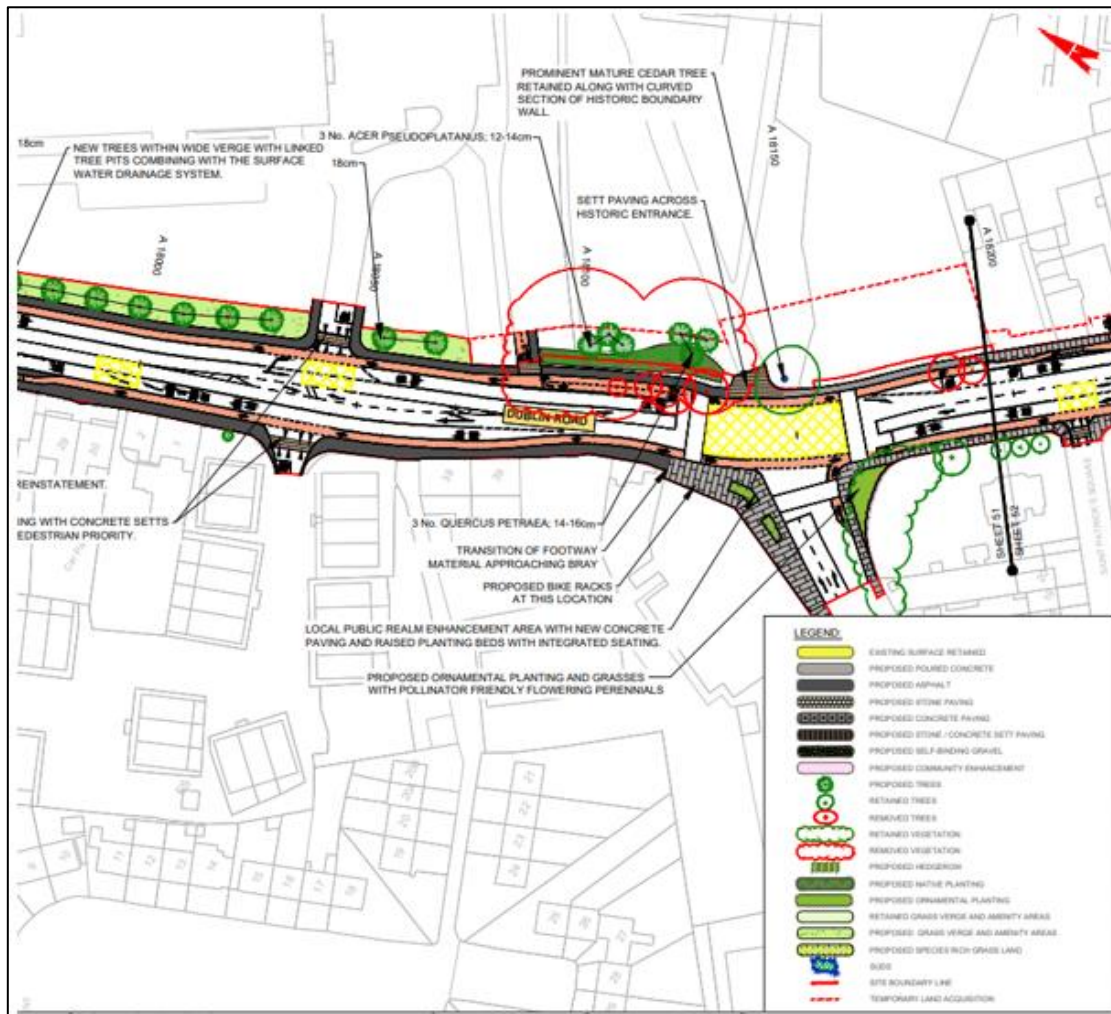 PROMINENT MATURE CEDAR TREE
RETAINED ALONG WITH CURVED
SECTION OF HISTORIC BOUNDARY
WALL.
3 No. ACER PSEUDOPLATANUS; 12-14cm
18cm
NEW TREES WITHIN WIDE VERGE WITH LINKED
TREE PITS COMBINING WITH THE SURFACE
WATER DRAINAGE SYSTEM.
18cm
A 18150
SETT PAVING ACROSS
HISTORIC ENTRANCE.
A 18000
A 18050
A 18100
A 18200
DUBLIN ROAD
REINSTATEMENT.
ING WITH CONCRETE SETTS
EDESTRIAN PRIORITY.
3 No. QUERCUS PETRAEA; 14-16cm
TRANSITION OF FOOTWAY
MATERIAL APPROACHING BRAY
PROPOSED BIKE RACKS
AT THIS LOCATION
LOCAL PUBLIC REALM ENHANCEMENT AREA WITH NEW CONCRETE
PAVING AND RAISED PLANTING BEDS WITH INTEGRATED SEATING.
PROPOSED ORNAMENTAL PLANTING AND GRASSES
WITH POLLINATOR FRIENDLY FLOWERING PERENNIALS
SHEET 51
SHEET 52
SAINT PATRICK'S SQUARE
LEGEND:
EXISTING SURFACE RETAINED
PROPOSED POURED CONCRETE
PROPOSED ASPHALT
PROPOSED STONE PAVING
PROPOSED CONCRETE PAVING
PROPOSED STONE / CONCRETE SETT PAVING
PROPOSED SELF-BINDING GRAVEL
PROPOSED COMMUNITY ENHANCEMENT
PROPOSED TREES
RETAINED TREES
REMOVED TREES
RETAINED VEGETATION
REMOVED VEGETATION
PROPOSED HEDGEROW
PROPOSED NATIVE PLANTING
PROPOSED ORNAMENTAL PLANTING
RETAINED GRASS VERGE AND AMENITY AREAS
PROPOSED GRASS VERGE AND AMENITY AREAS
PROPOSED SPECIES RICH GRASS LAND
SUDS
SITE BOUNDARY LINE
TEMPORARY LAND ACQUISITION